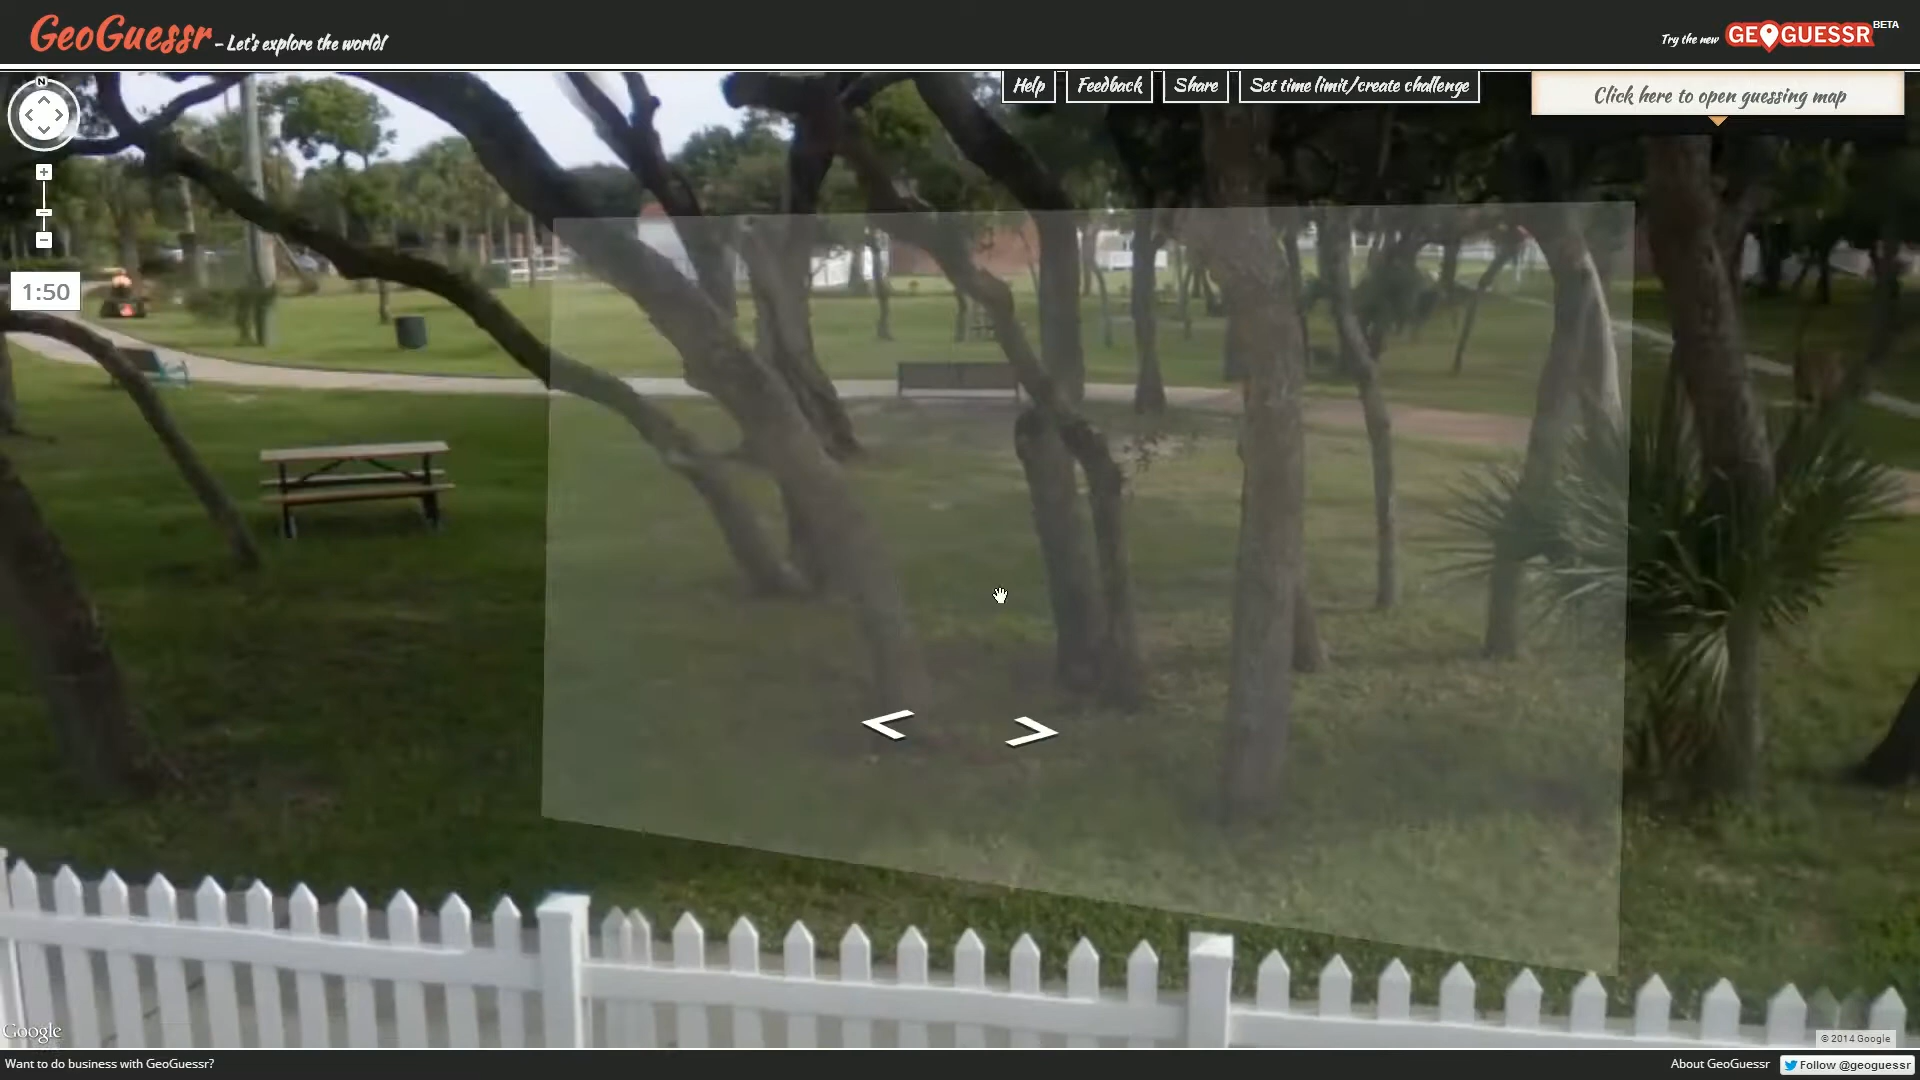 GeoGuessr - Let's explore the world!
Try the new GEOGUESSR BETA
N
Help
Feedback
Share
Set time limit/create challenge
Click here to open guessing map
1:50
Google
© 2014 Google
Want to do business with GeoGuessr?
About GeoGuessr
Follow @geoguessr